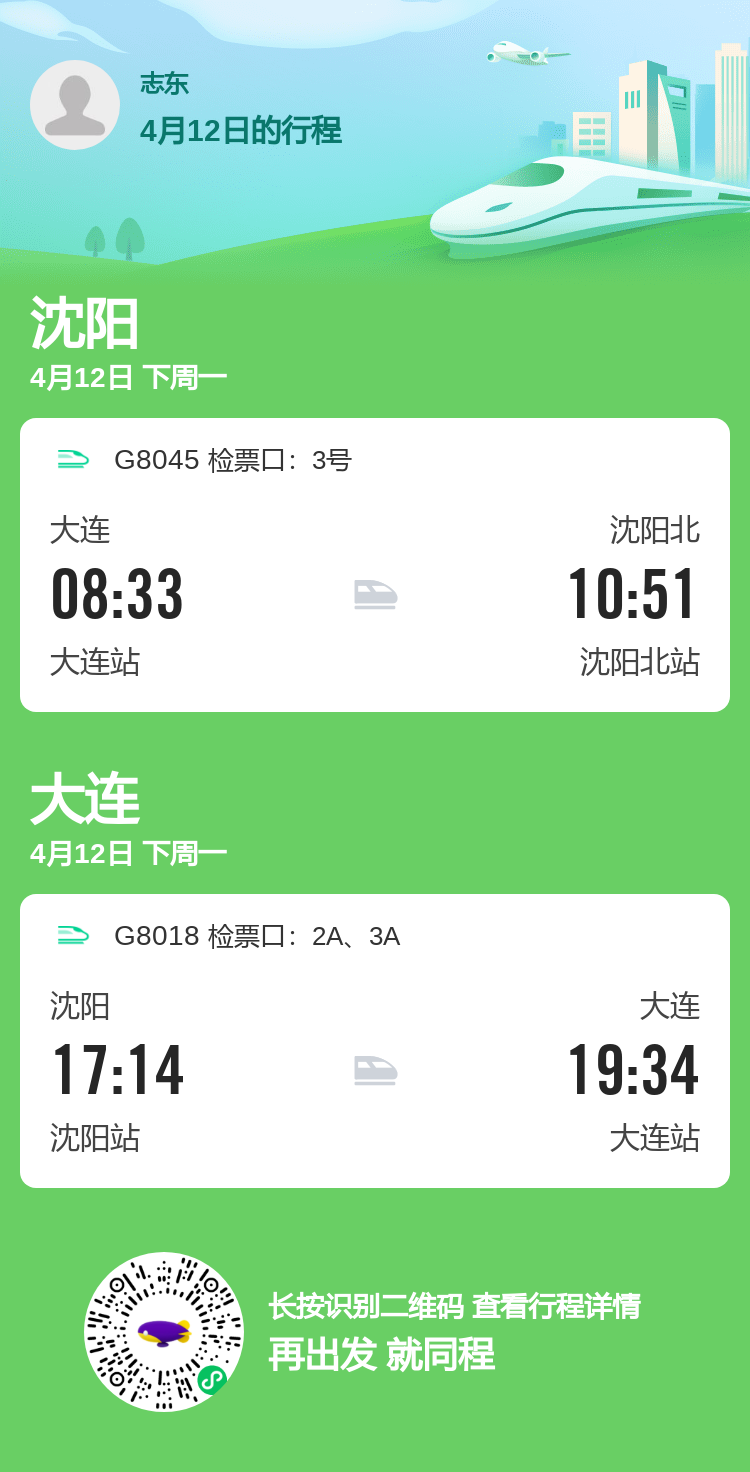 志东
4月12日的行程
沈阳
4月12日 下周一
G8045 检票口：3号
大连 沈阳北
08:33 10:51
大连站 沈阳北站
大连
4月12日 下周一
G8018 检票口：2A、3A
沈阳 大连
17:14 19:34
沈阳站 大连站
长按识别二维码 查看行程详情
再出发 就同程